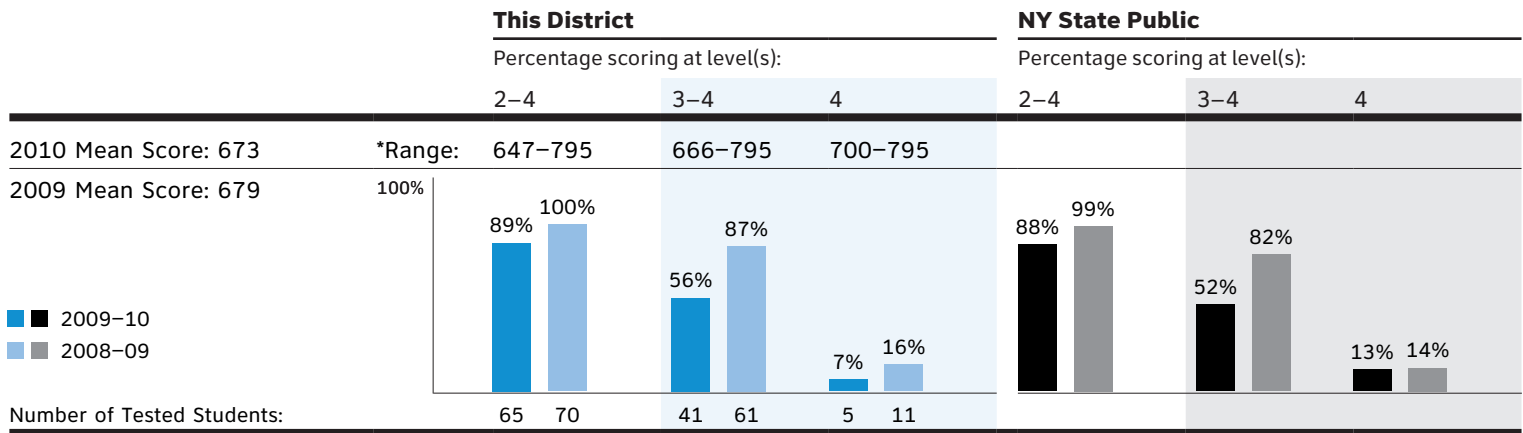 This District NY State Public
Percentage scoring at level(s): Percentage scoring at level(s):
2–4 3–4 4 2–4 3–4 4
2010 Mean Score: 673 *Range: 647–795 666–795 700–795
2009 Mean Score: 679 100%
89% 100% 56% 87% 7% 16% 88% 99% 52% 82% 13% 14%
2009–10
2008–09
Number of Tested Students: 65 70 41 61 5 11